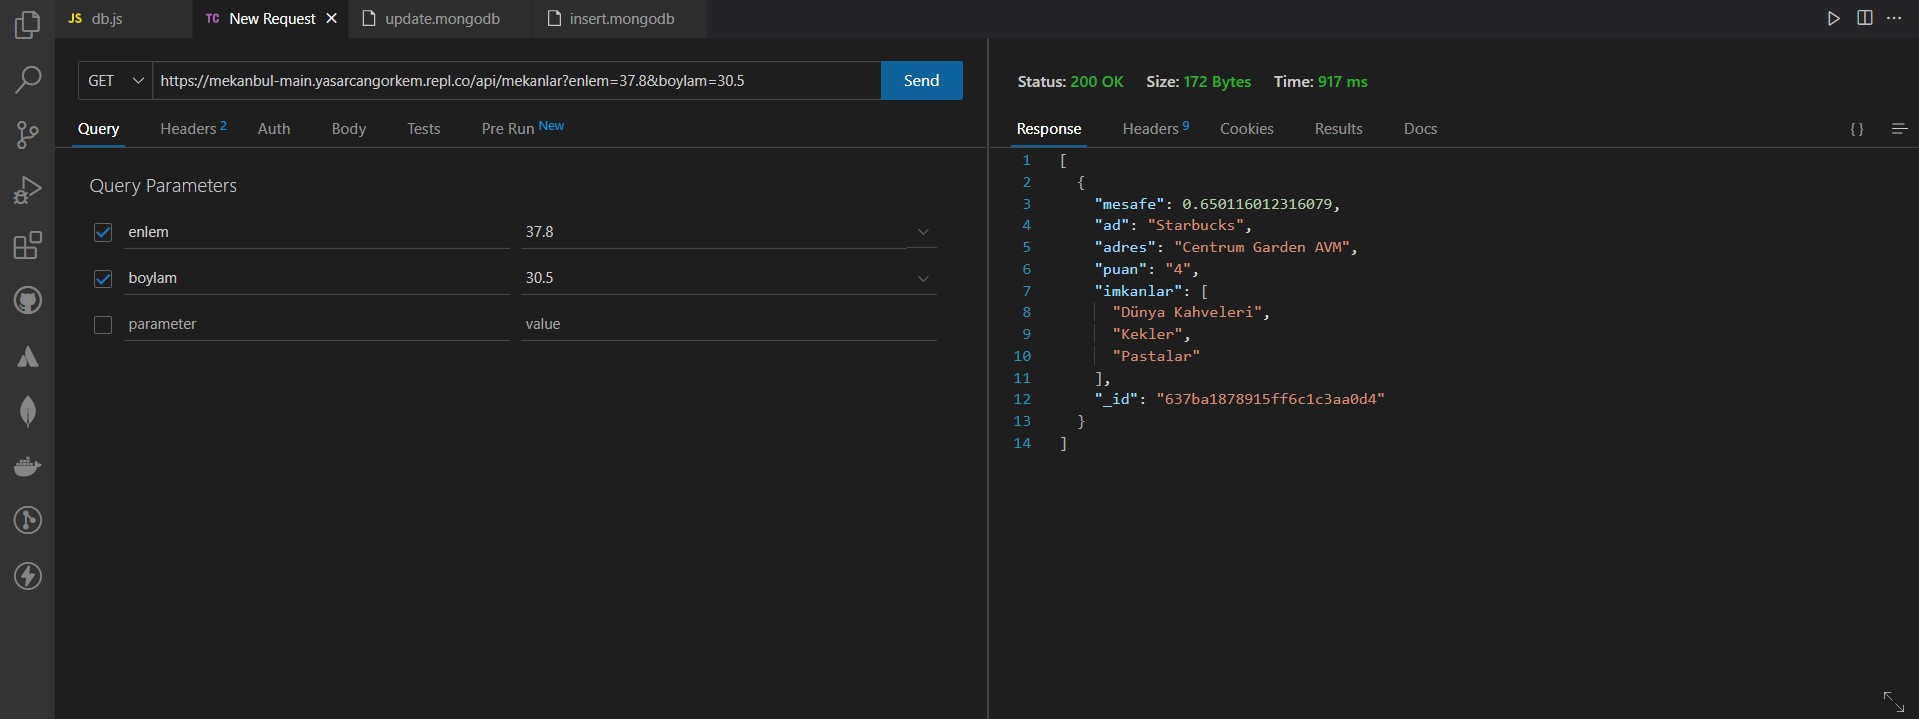 JS db.js TC New Request update.mongodb insert.mongodb
GET https://mekanbul-main.yasarcangorkem.repl.co/api/mekanlar?enlem=37.8&boylam=30.5 Send
Query Headers 2 Auth Body Tests Pre Run New
Query Parameters
enlem 37.8
boylam 30.5
parameter value
Status: 200 OK Size: 172 Bytes Time: 917 ms
Response Headers 9 Cookies Results Docs { }
1 [
2 {
3 "mesafe": 0.650116012316079,
4 "ad": "Starbucks",
5 "adres": "Centrum Garden AVM",
6 "puan": "4",
7 "imkanlar": [
8 "Dünya Kahveleri",
9 "Kekler",
10 "Pastalar"
11 ],
12 "_id": "637ba1878915ff6c1c3aa0d4"
13 }
14 ]